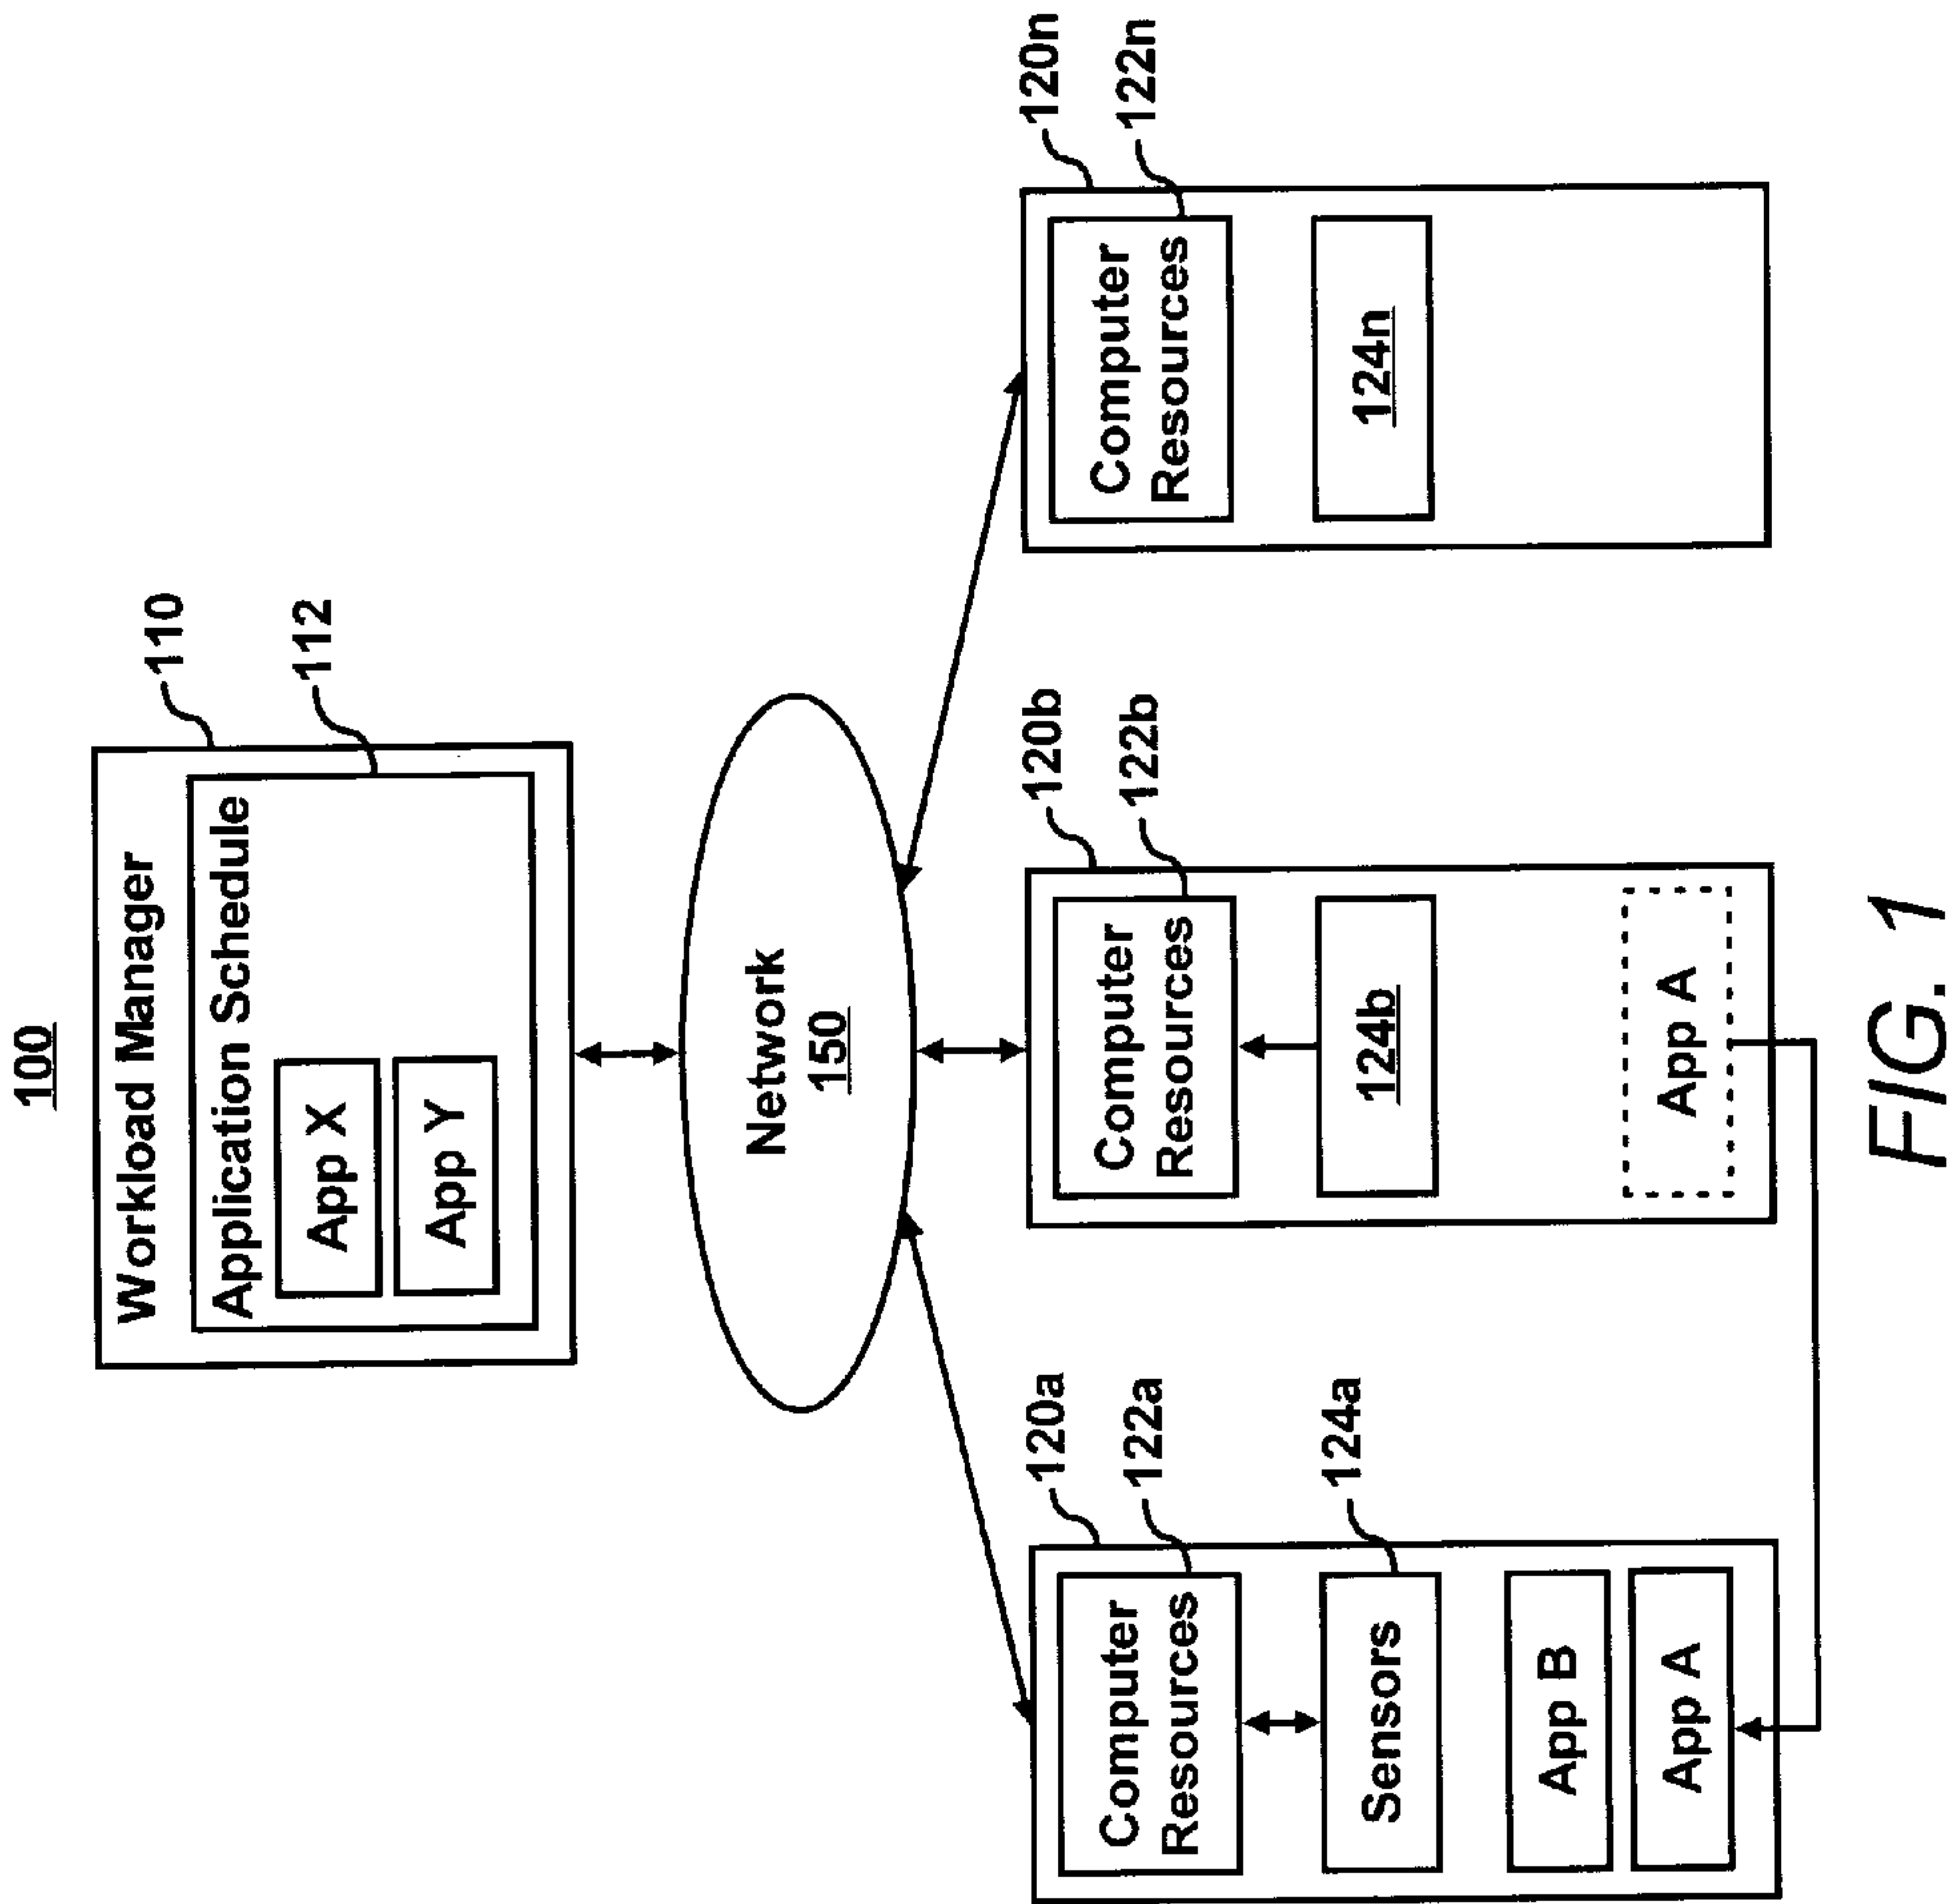 100
Workload Manager
110
Application Schedule
112
App X
App Y
Network
150
120a
Computer
Resources
122a
Sensors
124a
App B
App A
120b
Computer
Resources
122b
124b
App A
120n
Computer
Resources
122n
124n
FIG. 1